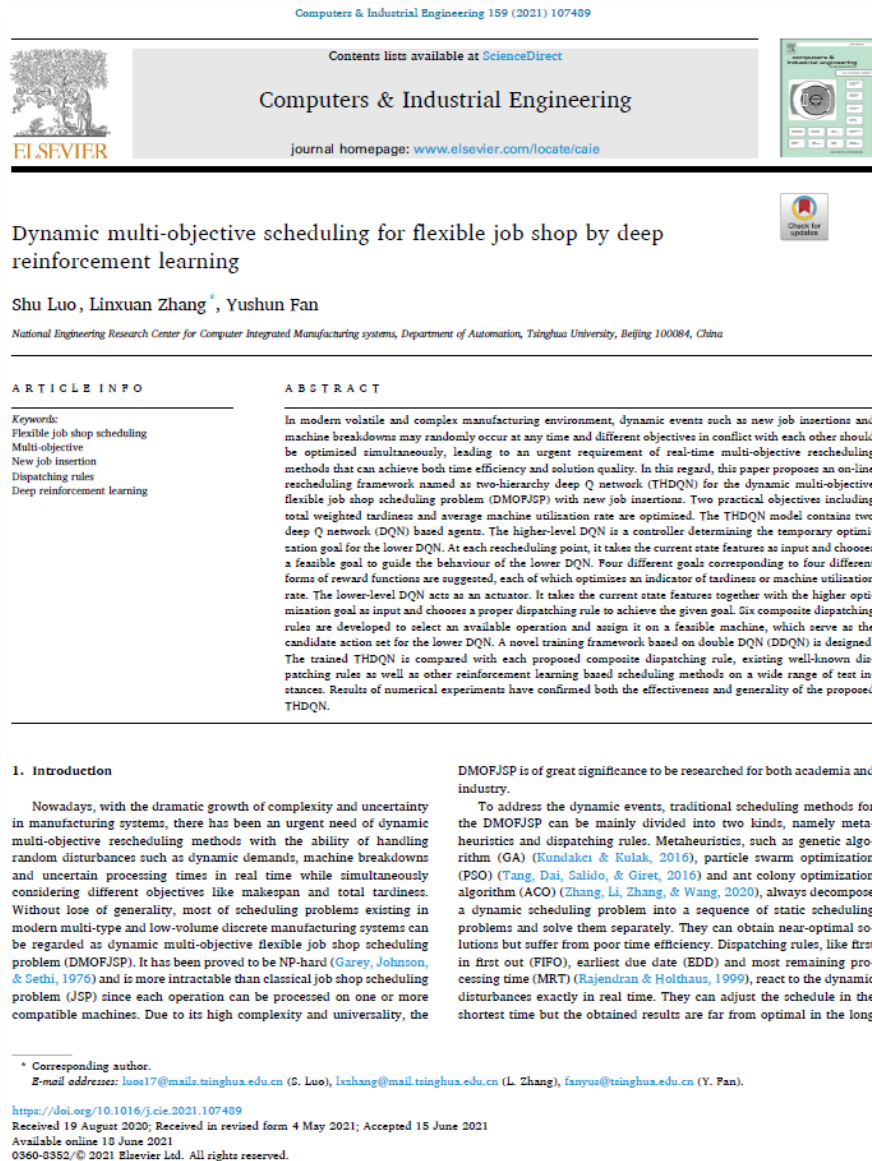 Computers & Industrial Engineering 159 (2021) 107489
Contents lists available at ScienceDirect
Computers & Industrial Engineering
journal homepage: www.elsevier.com/locate/caie
ELSEVIER
computers &
industrial engineering
Check for
updates
Dynamic multi-objective scheduling for flexible job shop by deep
reinforcement learning
Shu Luo, Linxuan Zhang *, Yushun Fan
National Engineering Research Center for Computer Integrated Manufacturing systems, Department of Automation, Tsinghua University, Beijing 100084, China
ARTICLE INFO
Keywords:
Flexible job shop scheduling
Multi-objective
New job insertion
Dispatching rules
Deep reinforcement learning
ABSTRACT
In modern volatile and complex manufacturing environment, dynamic events such as new job insertions and
machine breakdowns may randomly occur at any time and different objectives in conflict with each other should
be optimized simultaneously, leading to an urgent requirement of real-time multi-objective rescheduling
methods that can achieve both time efficiency and solution quality. In this regard, this paper proposes an on-line
rescheduling framework named as two-hierarchy deep Q network (THDQN) for the dynamic multi-objective
flexible job shop scheduling problem (DMOFJSP) with new job insertions. Two practical objectives including
total weighted tardiness and average machine utilization rate are optimized. The THDQN model contains two
deep Q network (DQN) based agents. The higher-level DQN is a controller determining the temporary optimi-
zation goal for the lower DQN. At each rescheduling point, it takes the current state features as input and chooses
a feasible goal to guide the behaviour of the lower DQN. Four different goals corresponding to four different
forms of reward functions are suggested, each of which optimizes an indicator of tardiness or machine utilization
rate. The lower-level DQN acts as an actuator. It takes the current state features together with the higher opti-
mization goal as input and chooses a proper dispatching rule to achieve the given goal. Six composite dispatching
rules are developed to select an available operation and assign it on a feasible machine, which serve as the
candidate action set for the lower DQN. A novel training framework based on double DQN (DDQN) is designed.
The trained THDQN is compared with each proposed composite dispatching rule, existing well-known dis-
patching rules as well as other reinforcement learning based scheduling methods on a wide range of test in-
stances. Results of numerical experiments have confirmed both the effectiveness and generality of the proposed
THDQN.
1. Introduction
Nowadays, with the dramatic growth of complexity and uncertainty
in manufacturing systems, there has been an urgent need of dynamic
multi-objective rescheduling methods with the ability of handling
random disturbances such as dynamic demands, machine breakdowns
and uncertain processing times in real time while simultaneously
considering different objectives like makespan and total tardiness.
Without lose of generality, most of scheduling problems existing in
modern multi-type and low-volume discrete manufacturing systems can
be regarded as dynamic multi-objective flexible job shop scheduling
problem (DMOFJSP). It has been proved to be NP-hard (Garey, Johnson,
& Sethi, 1976) and is more intractable than classical job shop scheduling
problem (JSP) since each operation can be processed on one or more
compatible machines. Due to its high complexity and universality, the
DMOFJSP is of great significance to be researched for both academia and
industry.
To address the dynamic events, traditional scheduling methods for
the DMOFJSP can be mainly divided into two kinds, namely meta-
heuristics and dispatching rules. Metaheuristics, such as genetic algo-
rithm (GA) (Kundakcı & Kulak, 2016), particle swarm optimization
(PSO) (Tang, Dai, Salido, & Giret, 2016) and ant colony optimization
algorithm (ACO) (Zhang, Li, Zhang, & Wang, 2020), always decompose
a dynamic scheduling problem into a sequence of static scheduling
problems and solve them separately. They can obtain near-optimal so-
lutions but suffer from poor time efficiency. Dispatching rules, like first
in first out (FIFO), earliest due date (EDD) and most remaining pro-
cessing time (MRT) (Rajendran & Holthaus, 1999), react to the dynamic
disturbances exactly in real time. They can adjust the schedule in the
shortest time but the obtained results are far from optimal in the long
* Corresponding author.
E-mail addresses: luos17@mails.tsinghua.edu.cn (S. Luo), lxzhang@mail.tsinghua.edu.cn (L. Zhang), fanyus@tsinghua.edu.cn (Y. Fan).
https://doi.org/10.1016/j.cie.2021.107489
Received 19 August 2020; Received in revised form 4 May 2021; Accepted 15 June 2021
Available online 18 June 2021
0360-8352/© 2021 Elsevier Ltd. All rights reserved.